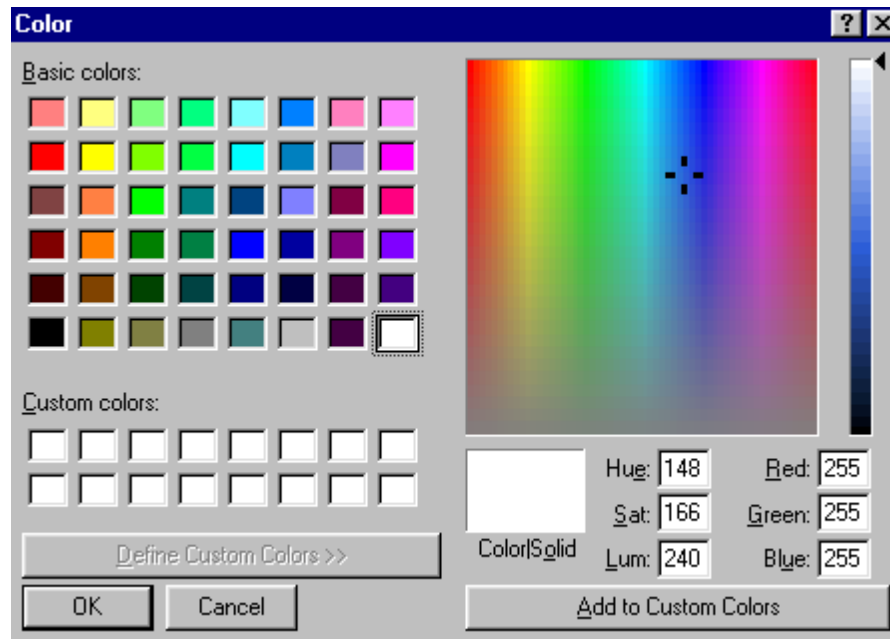 Color
? X
Basic colors:
Custom colors:
Define Custom Colors >>
OK Cancel
Color|Solid
Hue: 148 Red: 255
Sat: 166 Green: 255
Lum: 240 Blue: 255
Add to Custom Colors